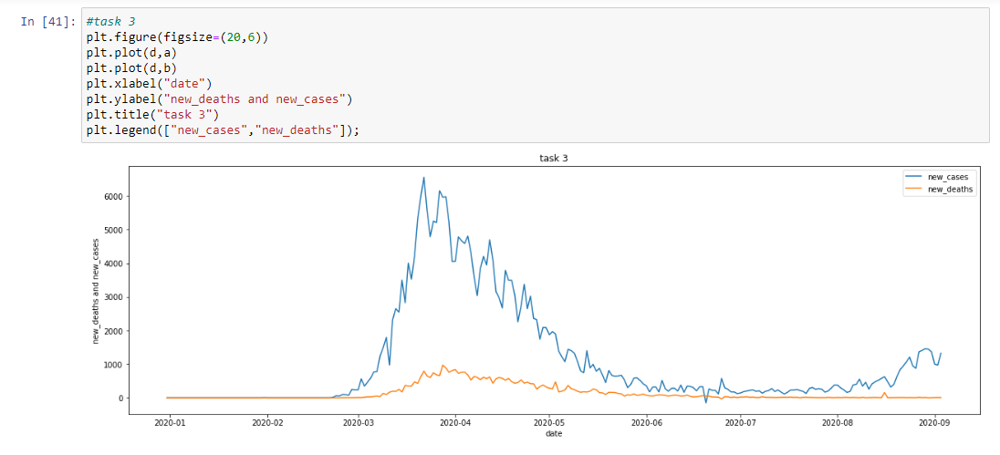 In [41]: #task 3
plt.figure(figsize=(20,6))
plt.plot(d,a)
plt.plot(d,b)
plt.xlabel("date")
plt.ylabel("new_deaths and new_cases")
plt.title("task 3")
plt.legend(["new_cases","new_deaths"]);
task 3
new_cases
new_deaths
6000
5000
4000
3000
2000
1000
0
new_deaths and new_cases
2020-01 2020-02 2020-03 2020-04 2020-05 2020-06 2020-07 2020-08 2020-09
date